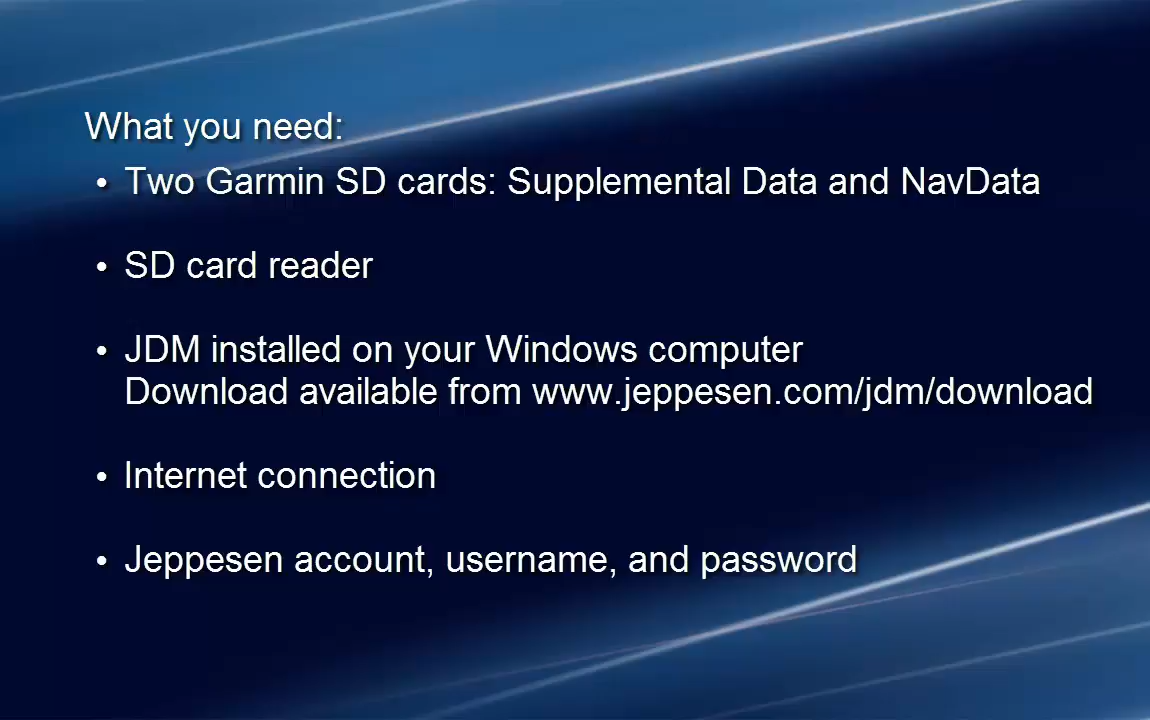 What you need:
• Two Garmin SD cards: Supplemental Data and NavData
• SD card reader
• JDM installed on your Windows computer
Download available from www.jeppesen.com/jdm/download
• Internet connection
• Jeppesen account, username, and password